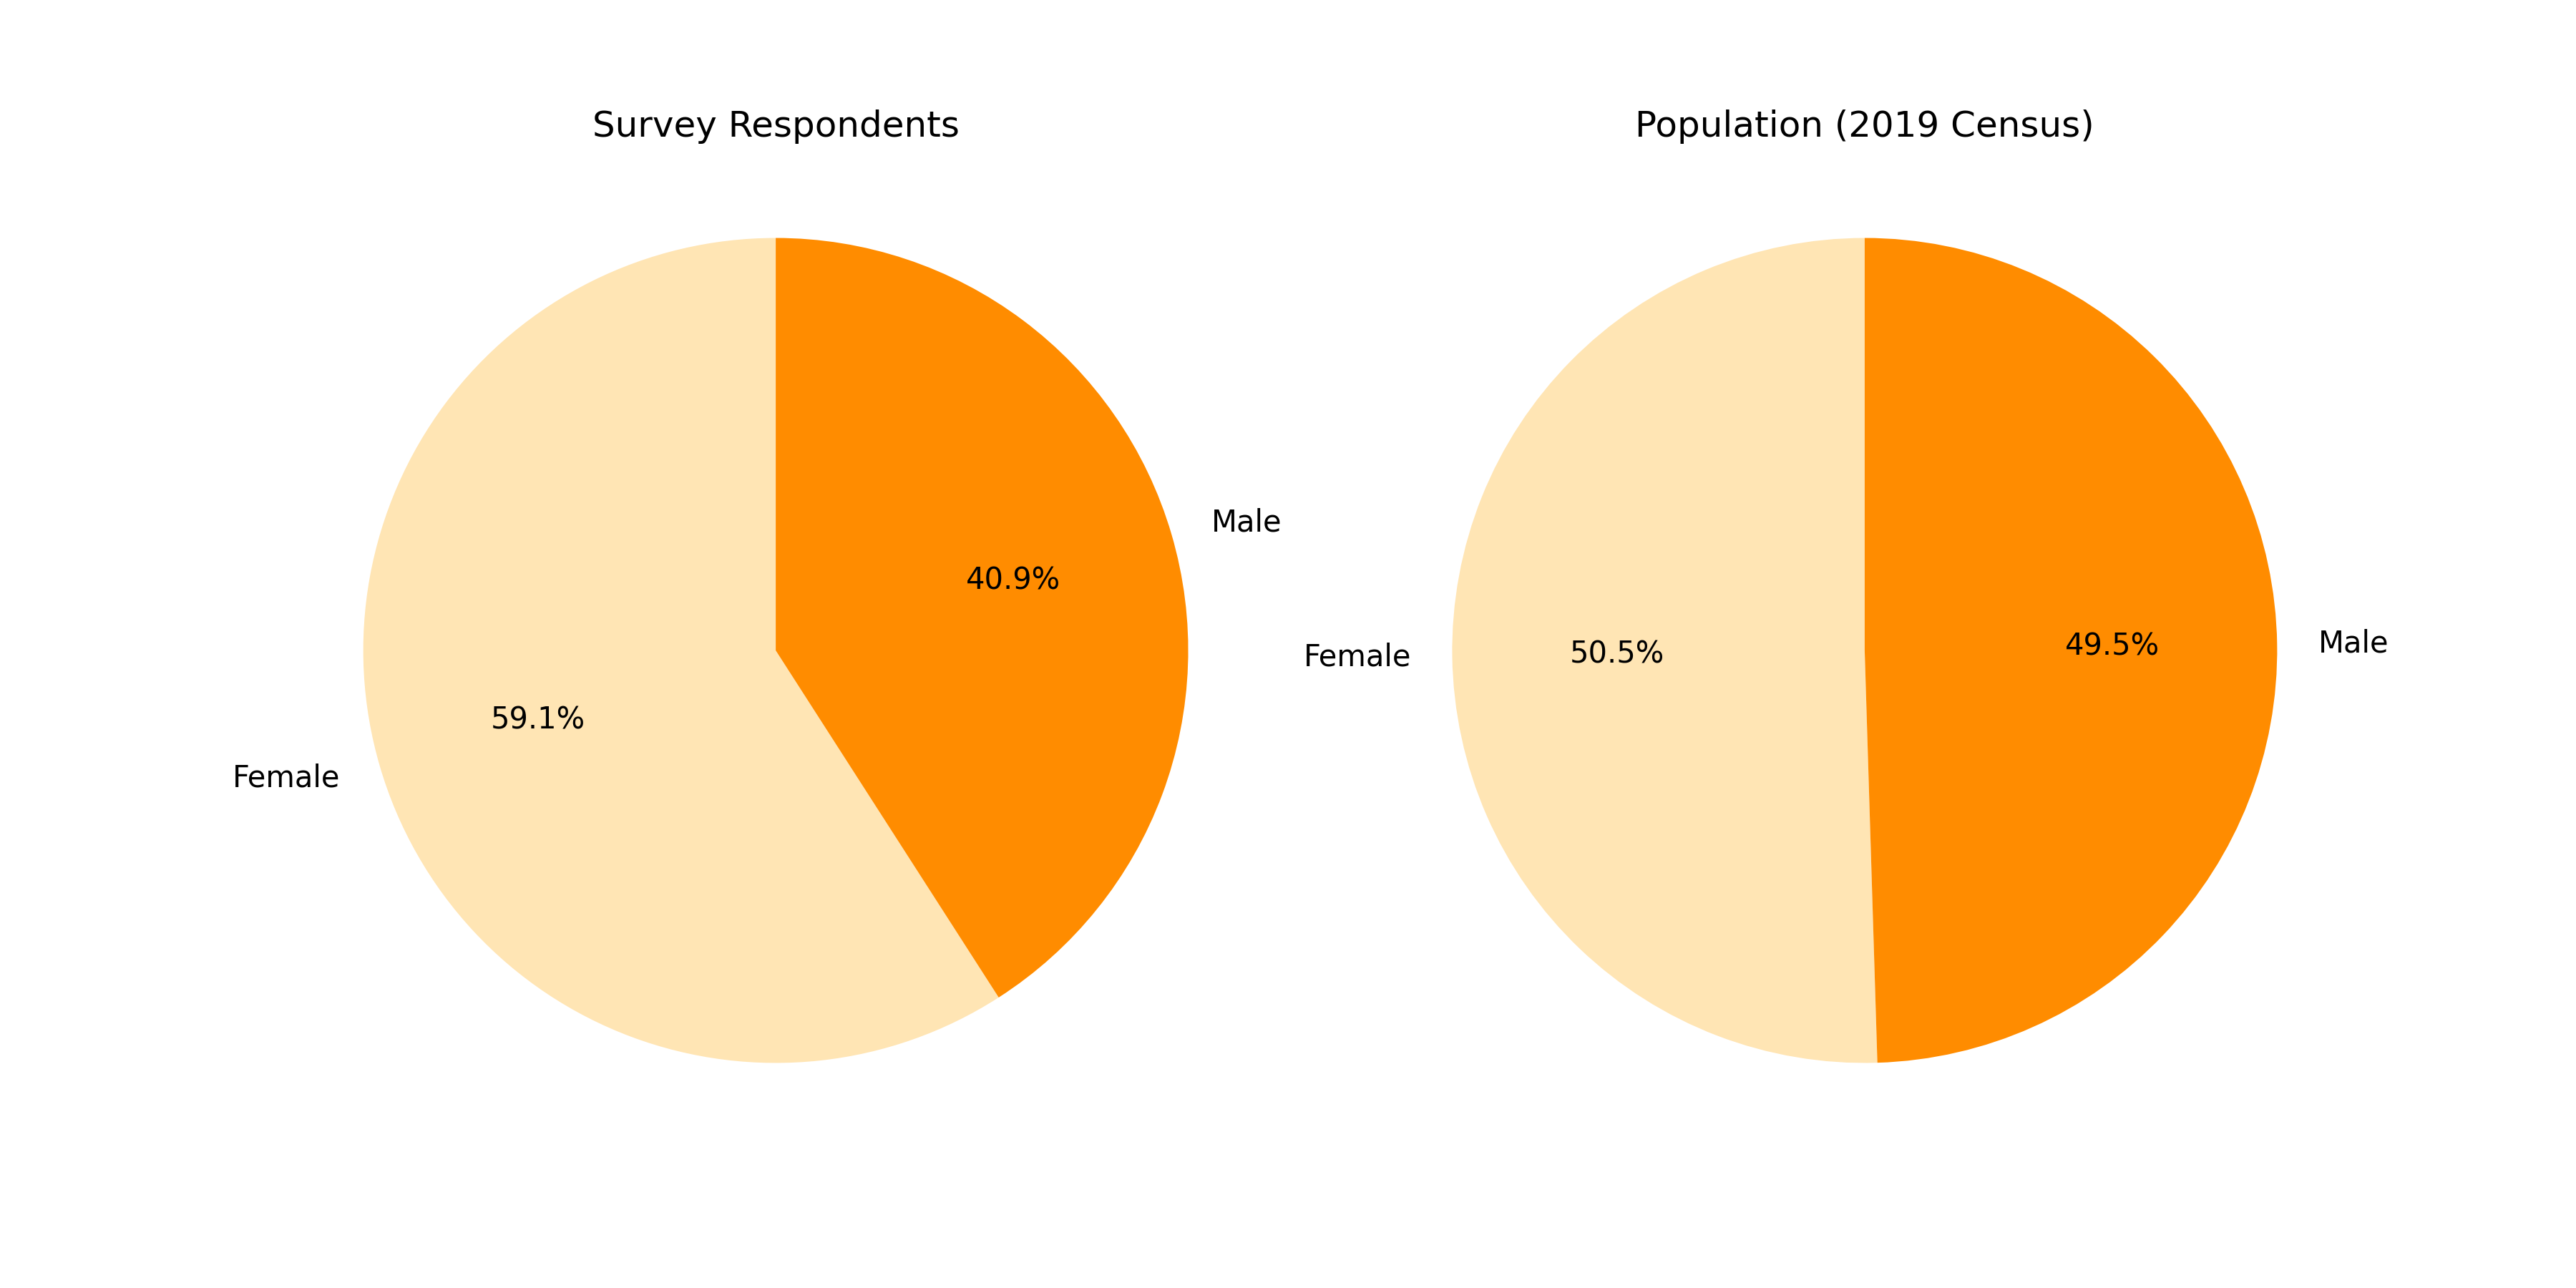 Survey Respondents
Male
40.9%
59.1%
Female
Population (2019 Census)
Male
49.5%
50.5%
Female